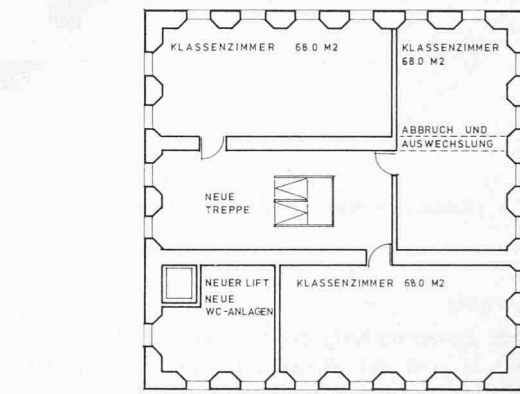 KLASSENZIMMER 68.0 M2
KLASSENZIMMER
68.0 M2
ABBRUCH UND
AUSWECHSLUNG
NEUE
TREPPE
NEUER LIFT
NEUE
WC-ANLAGEN
KLASSENZIMMER 68.0 M2